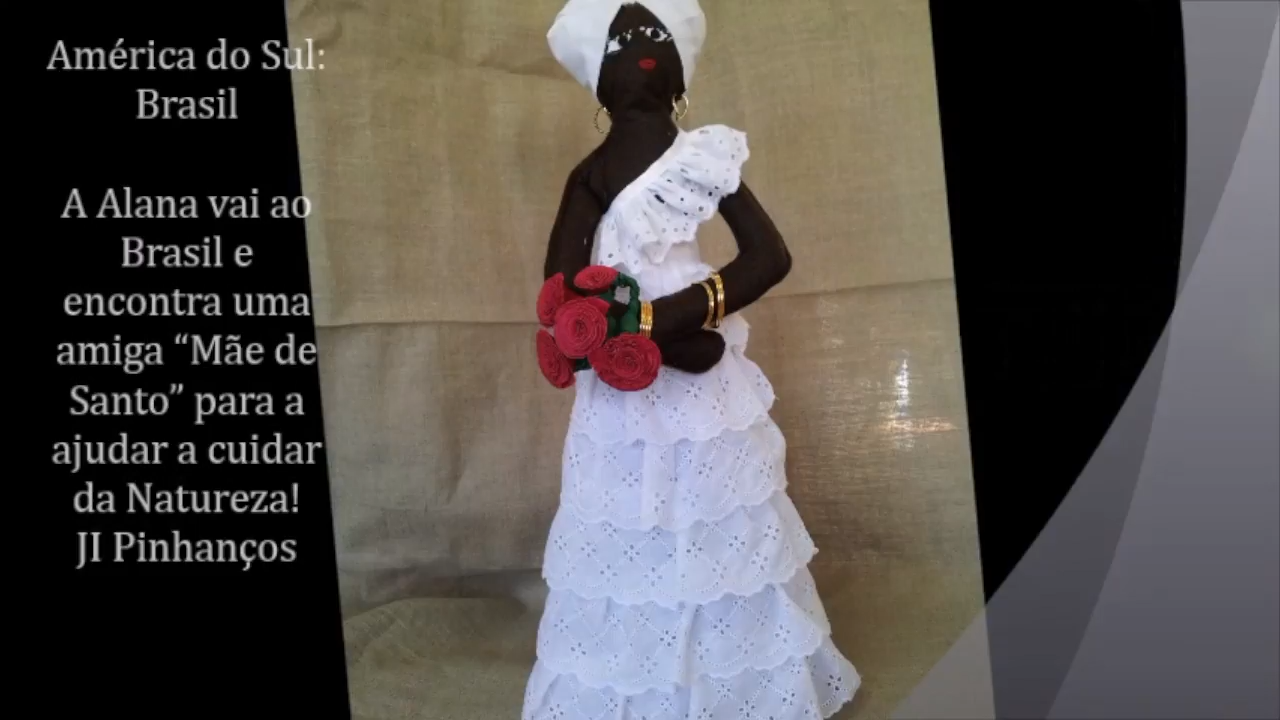 América do Sul:
Brasil
A Alana vai ao
Brasil e
encontra uma
amiga “Mãe de
Santo” para a
ajudar a cuidar
da Natureza!
JI Pinhanços